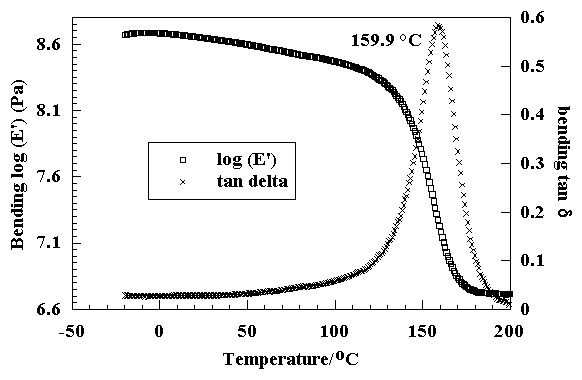 159.9 °C
8.6
8.1
7.6
7.1
6.6
Bending log (E') (Pa)
log (E')
tan delta
0.6
0.5
0.4
0.3
0.2
0.1
0
bending tan δ
-50 0 50 100 150 200
Temperature/°C